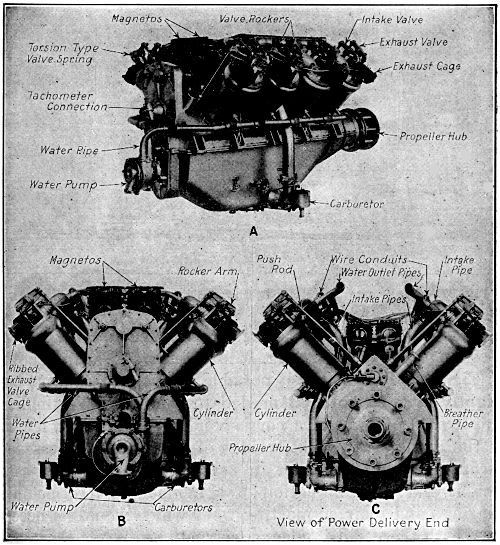 Magnetos
Valve Rockers
Intake Valve
Torsion Type
Valve Spring
Exhaust Valve
Exhaust Cage
Tachometer
Connection
Propeller Hub
Water Pipe
Water Pump
Carburetor
A
Magnetos
Rocker Arm
Push
Rod
Wire Conduits
Water Outlet Pipes
Intake
Pipe
Intake Pipes
Ribbed
Exhaust
Valve
Cage
Cylinder
Cylinder
Breather
Pipe
Water
Pipes
Propeller Hub
Water Pump
B
Carburetors
C
View of Power Delivery End